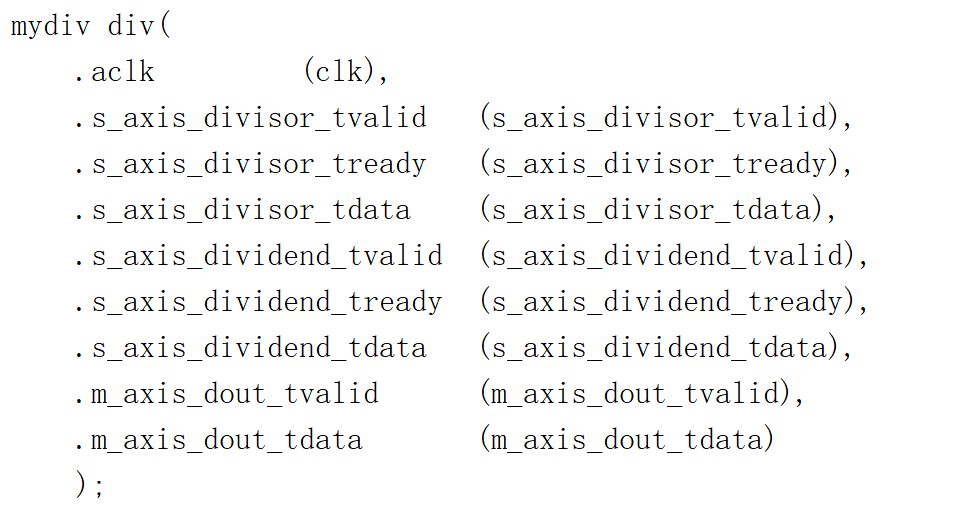 mydiv div(
    .aclk         (clk),
    .s_axis_divisor_tvalid   (s_axis_divisor_tvalid),
    .s_axis_divisor_tready   (s_axis_divisor_tready),
    .s_axis_divisor_tdata    (s_axis_divisor_tdata),
    .s_axis_dividend_tvalid  (s_axis_dividend_tvalid),
    .s_axis_dividend_tready  (s_axis_dividend_tready),
    .s_axis_dividend_tdata   (s_axis_dividend_tdata),
    .m_axis_dout_tvalid      (m_axis_dout_tvalid),
    .m_axis_dout_tdata       (m_axis_dout_tdata)
    );